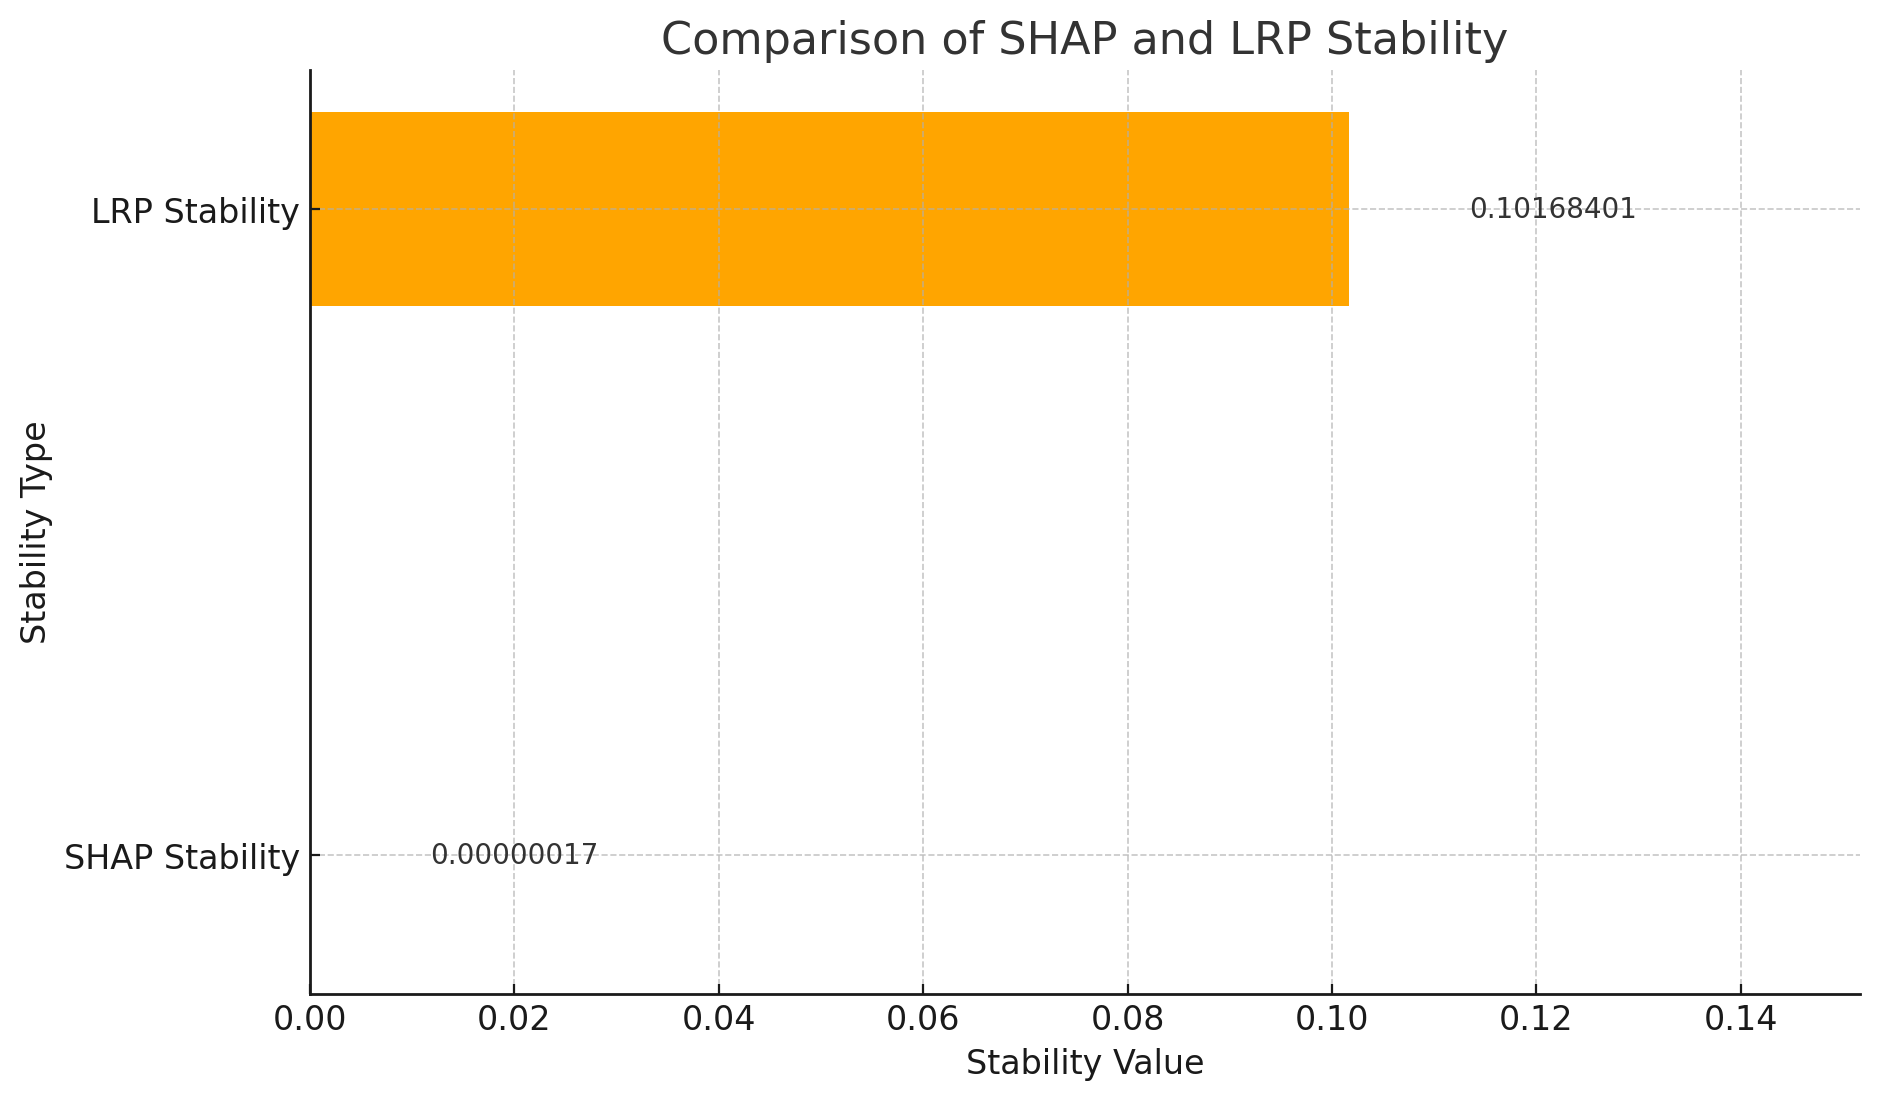 Comparison of SHAP and LRP Stability
LRP Stability
0.10168401
Stability Type
SHAP Stability
0.00000017
0.00 0.02 0.04 0.06 0.08 0.10 0.12 0.14
Stability Value